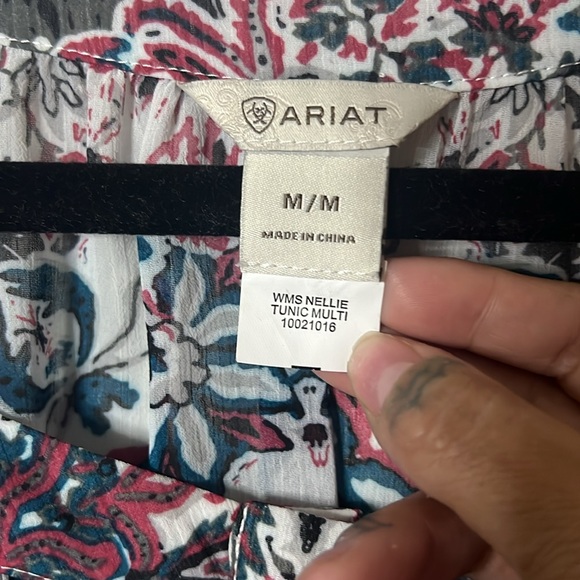 ARIAT
M/M
MADE IN CHINA
WMS NELLIE
TUNIC MULTI
10021016